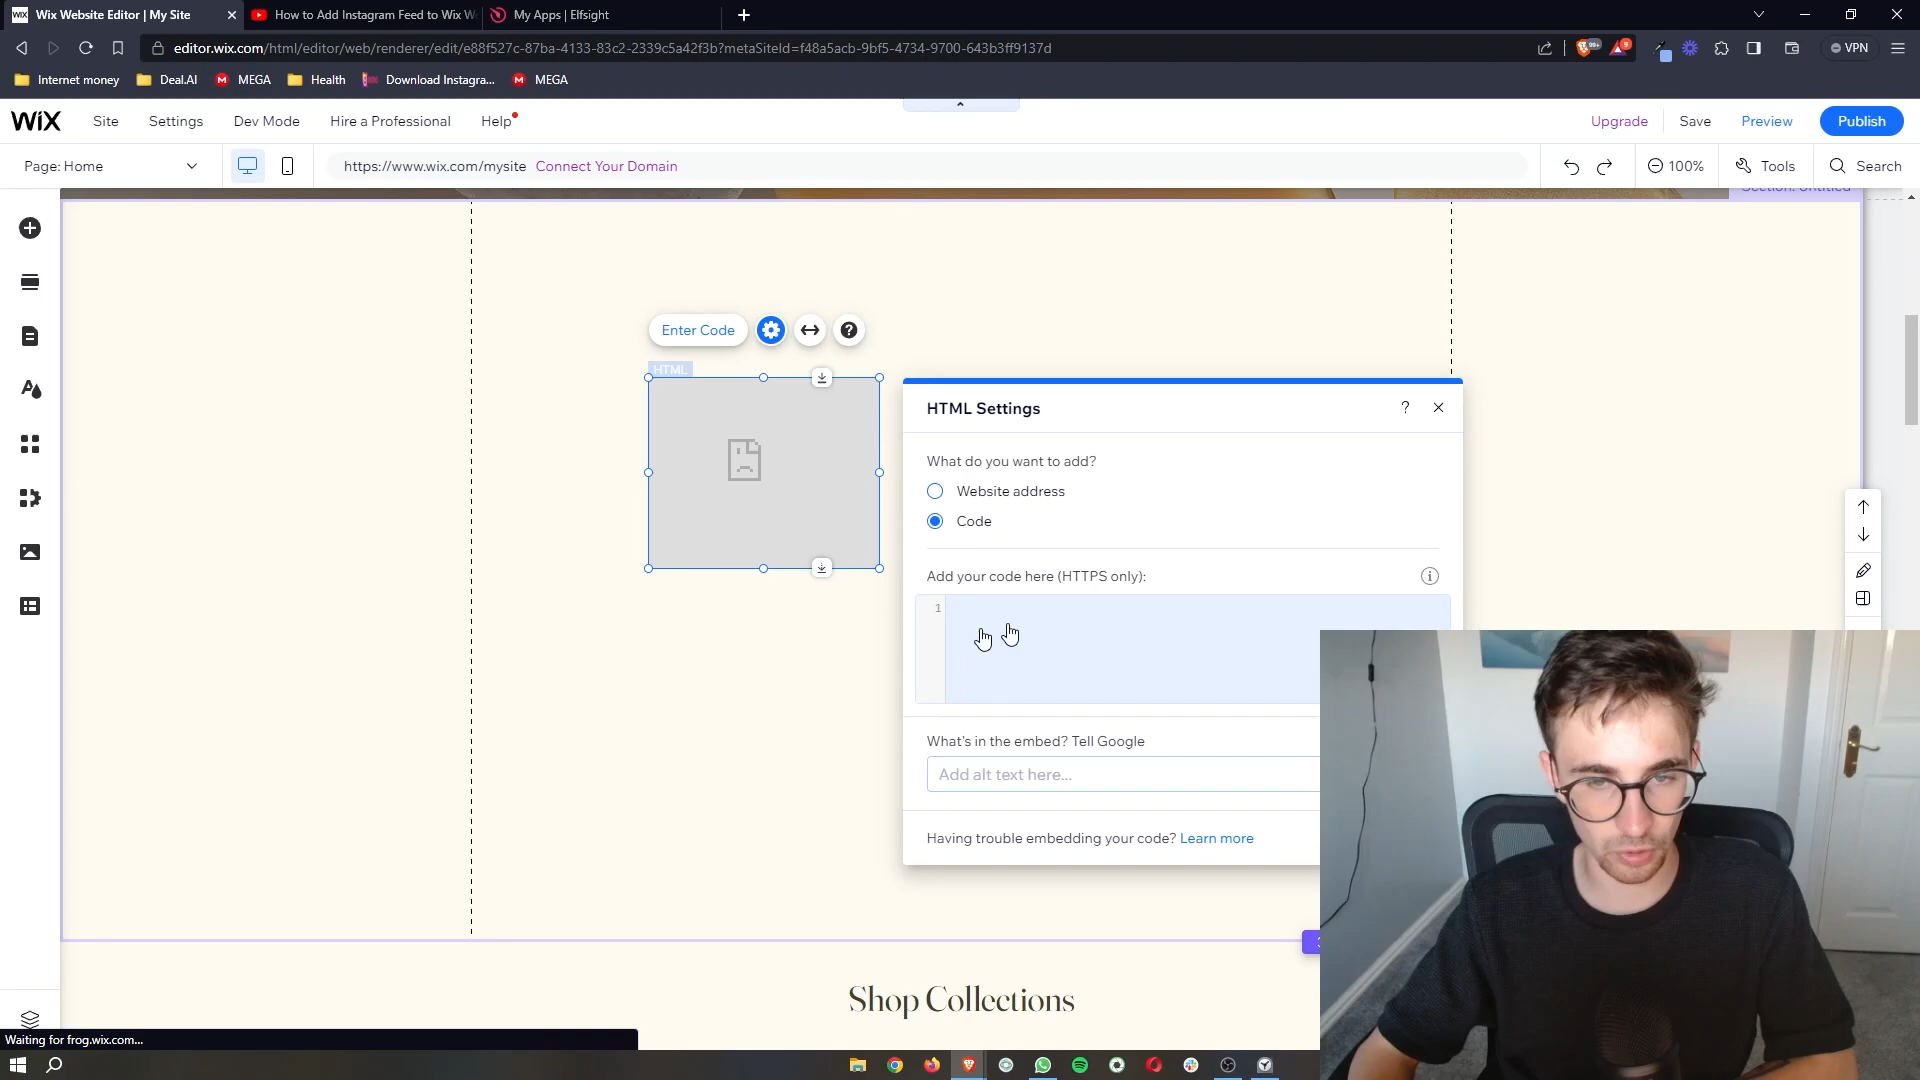 WIX Wix Website Editor | My Site
How to Add Instagram Feed to Wix W
My Apps | Elfsight
editor.wix.com/html/editor/web/renderer/edit/e88f527c-87ba-4133-83c2-2339c5a42f3b?metaSiteId=f48a5acb-9bf5-4734-9700-643b3ff9137d
99+
9
VPN
Internet money
Deal.AI
MEGA
Health
Download Instagra...
MEGA
WIX
Site
Settings
Dev Mode
Hire a Professional
Help
Upgrade
Save
Preview
Publish
Page: Home
https://www.wix.com/mysite Connect Your Domain
100%
Tools
Search
Section: Untitled
Enter Code
?
HTML
HTML Settings
?
What do you want to add?
Website address
Code
Add your code here (HTTPS only):
i
1
What's in the embed? Tell Google
Add alt text here...
Having trouble embedding your code? Learn more
Shop Collections
Waiting for frog.wix.com...